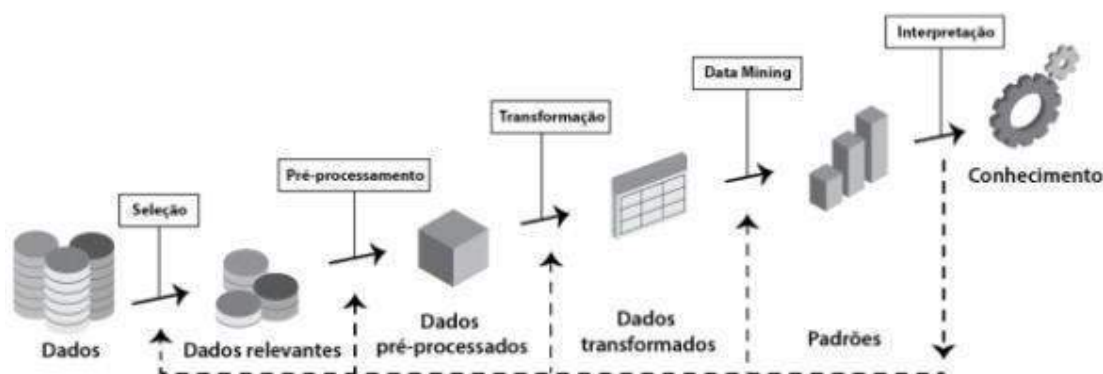 Interpretação
Data Mining
Transformação
Pré-processamento
Seleção
Conhecimento
Dados
Dados relevantes
Dados
pré-processados
Dados
transformados
Padrões